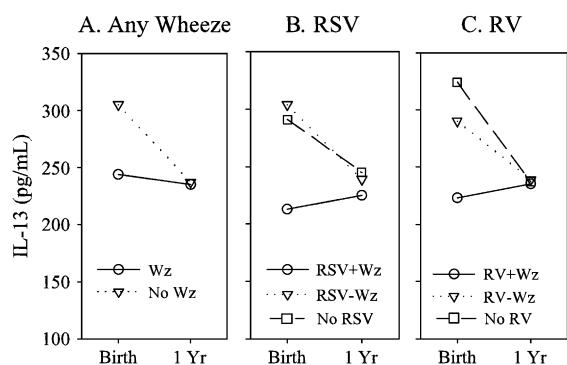 A. Any Wheeze B. RSV C. RV
350
300
250
200
150
100
IL-13 (pg/mL)
Wz
No Wz
RSV+Wz
RSV-Wz
No RSV
RV+Wz
RV-Wz
No RV
Birth 1 Yr Birth 1 Yr Birth 1 Yr